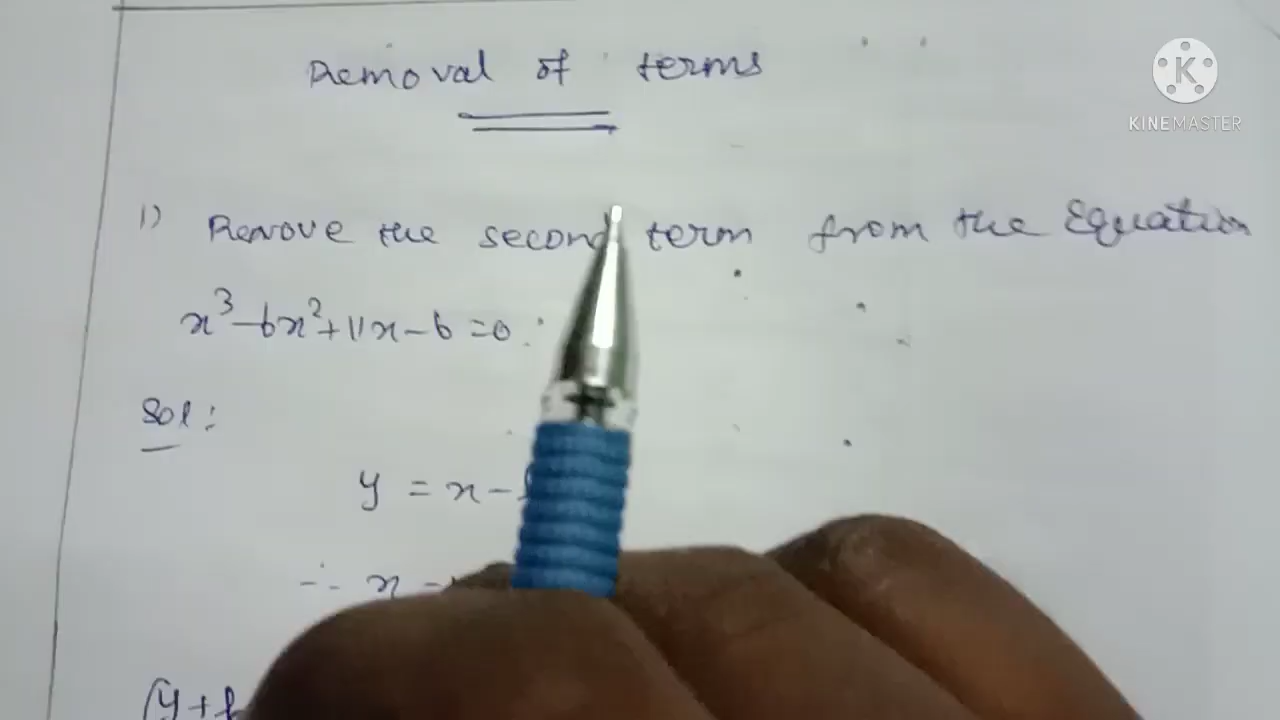 Removal of terms
KINEMASTER
1) Remove the second term from the Equation
x³-6x²+11x-6=0.
Sol:
y = x-
∴ x
(y+h